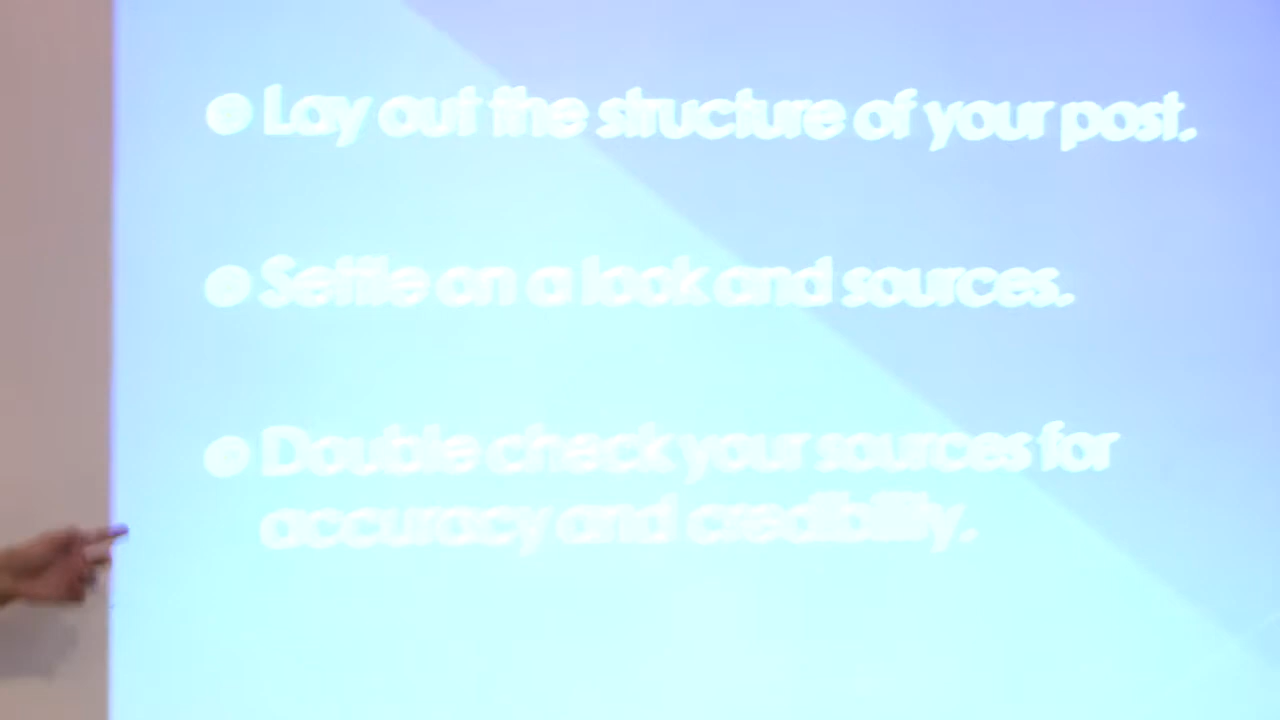 • Lay out the structure of your post.
• Settle on a look and sources.
• Double check your sources for
accuracy and credibility.